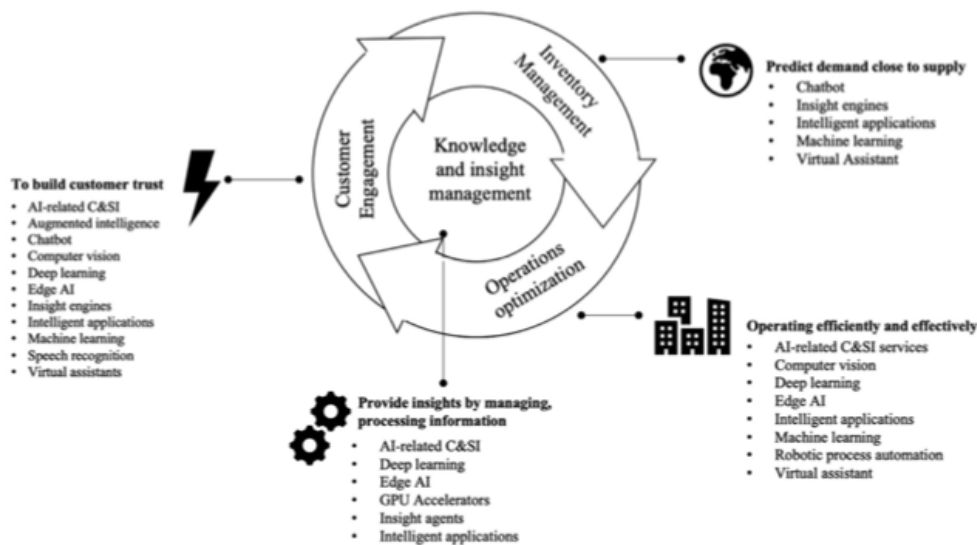 Inventory
Management
Customer
Engagement
Knowledge
and insight
management
Operations
optimization
Predict demand close to supply
• Chatbot
• Insight engines
• Intelligent applications
• Machine learning
• Virtual Assistant
To build customer trust
• AI-related C&SI
• Augmented intelligence
• Chatbot
• Computer vision
• Deep learning
• Edge AI
• Insight engines
• Intelligent applications
• Machine learning
• Speech recognition
• Virtual assistants
Operating efficiently and effectively
• AI-related C&SI services
• Computer vision
• Deep learning
• Edge AI
• Intelligent applications
• Machine learning
• Robotic process automation
• Virtual assistant
Provide insights by managing,
processing information
• AI-related C&SI
• Deep learning
• Edge AI
• GPU Accelerators
• Insight agents
• Intelligent applications